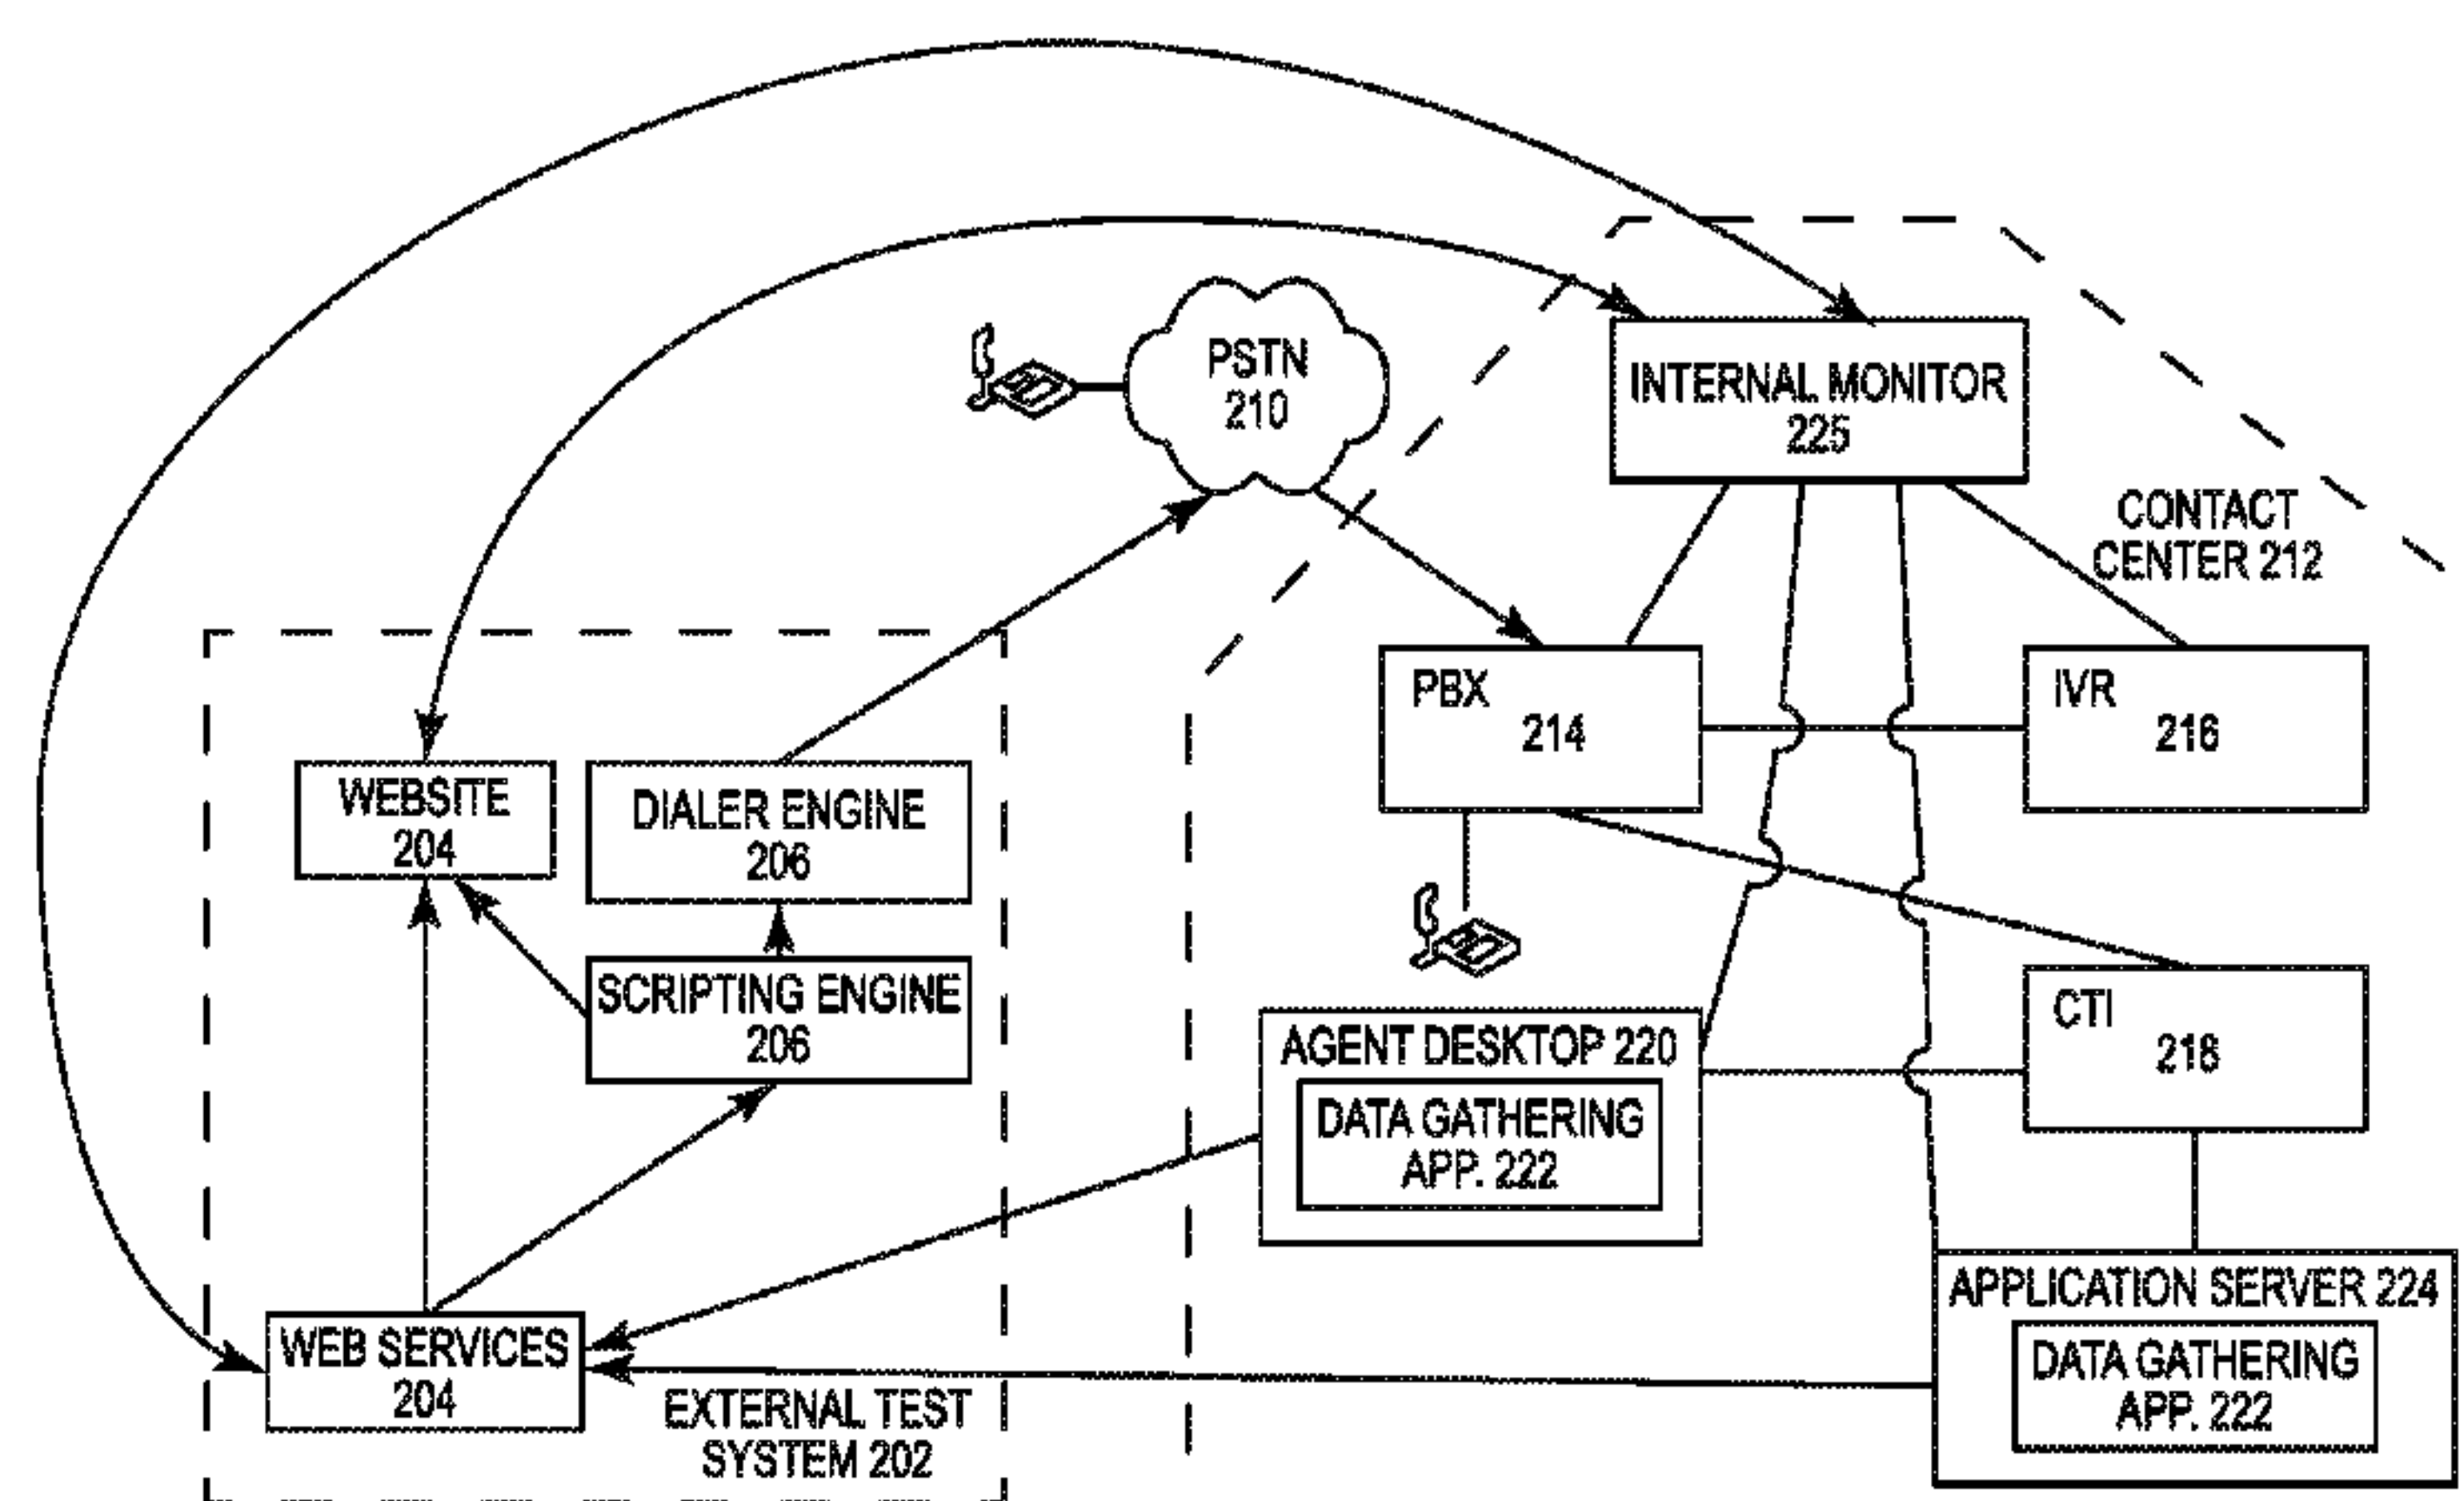 PSTN
210
INTERNAL MONITOR
225
CONTACT
CENTER 212
PBX
214
IVR
216
WEBSITE
204
DIALER ENGINE
206
SCRIPTING ENGINE
206
CTI
218
AGENT DESKTOP 220
DATA GATHERING
APP. 222
WEB SERVICES
204
EXTERNAL TEST
SYSTEM 202
APPLICATION SERVER 224
DATA GATHERING
APP. 222